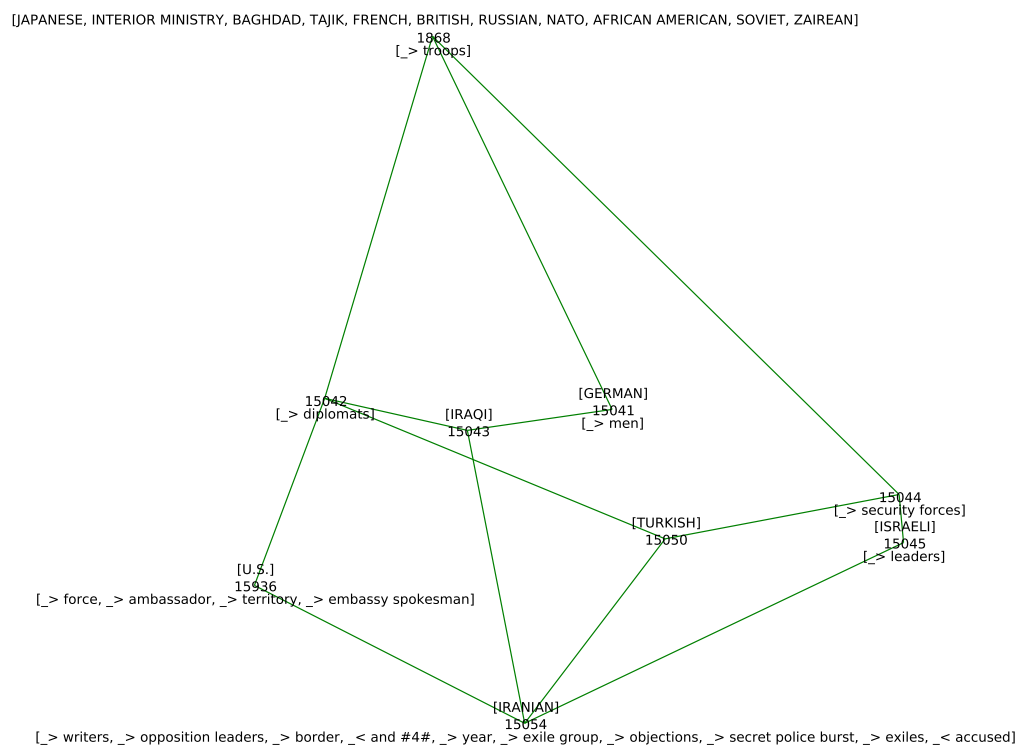 [JAPANESE, INTERIOR MINISTRY, BAGHDAD, TAJIK, FRENCH, BRITISH, RUSSIAN, NATO, AFRICAN AMERICAN, SOVIET, ZAIREAN]
1868
[_> troops]
[GERMAN]
15041
[_> men]
15042
[_> diplomats]
[IRAQI]
15043
15044
[_> security forces]
[TURKISH]
15050
[ISRAELI]
15045
[_> leaders]
[U.S.]
15936
[_> force, _> ambassador, _> territory, _> embassy spokesman]
[IRANIAN]
15054
[_> writers, _> opposition leaders, _> border, _< and #4#, _> year, _> exile group, _> objections, _> secret police burst, _> exiles, _< accused]